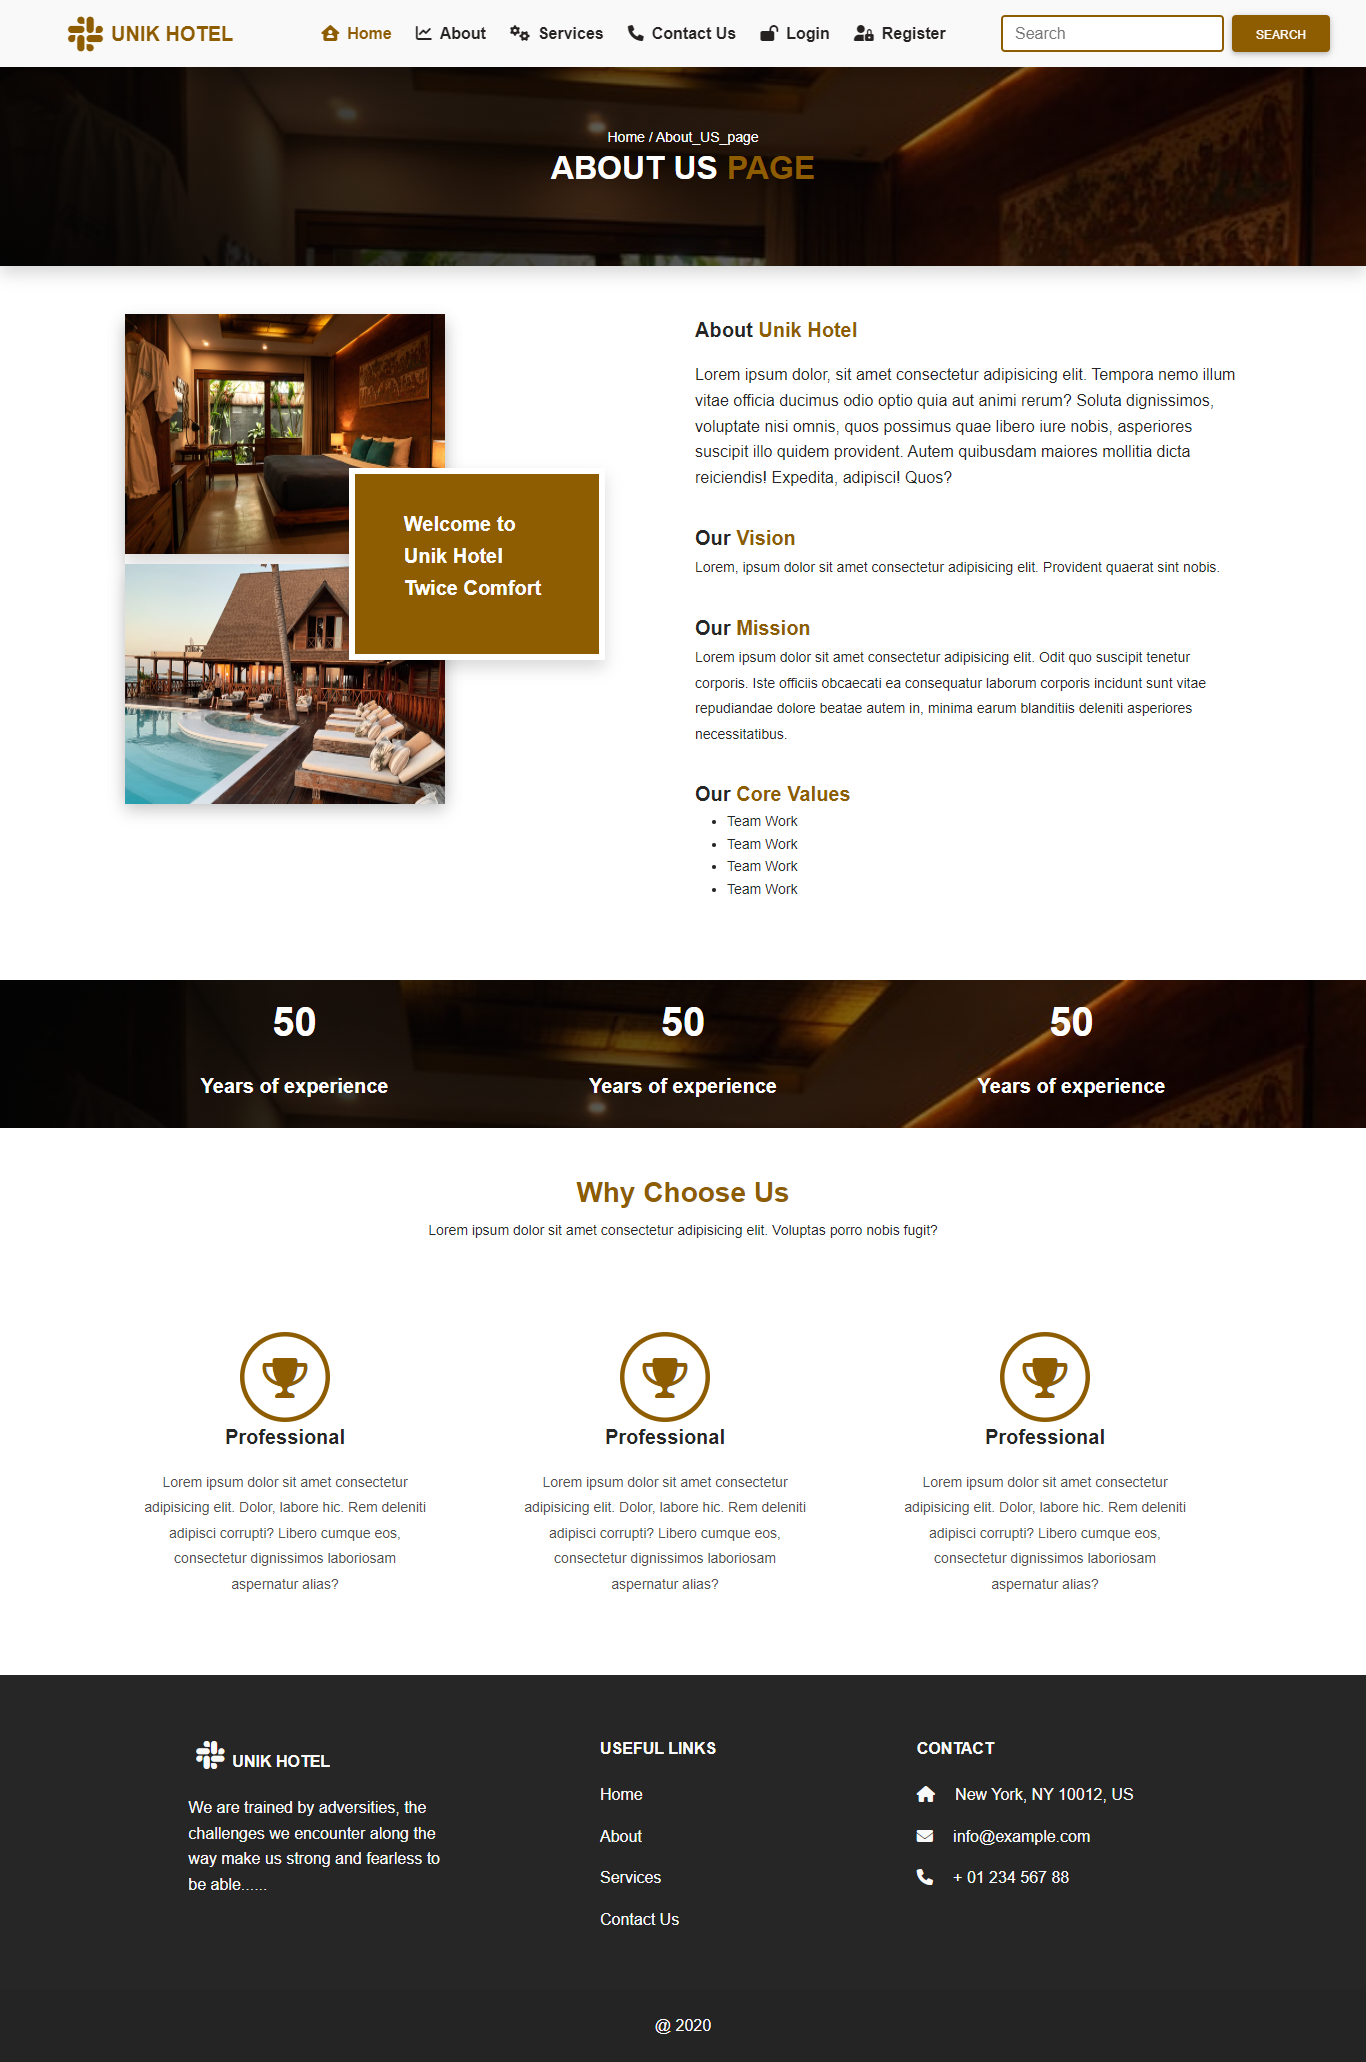 UNIK HOTEL
Home
About
Services
Contact Us
Login
Register
Search
SEARCH
Home / About_US_page
ABOUT US PAGE
Welcome to
Unik Hotel
Twice Comfort
About Unik Hotel
Lorem ipsum dolor, sit amet consectetur adipisicing elit. Tempora nemo illum
vitae officia ducimus odio optio quia aut animi rerum? Soluta dignissimos,
voluptate nisi omnis, quos possimus quae libero iure nobis, asperiores
suscipit illo quidem provident. Autem quibusdam maiores mollitia dicta
reiciendis! Expedita, adipisci! Quos?
Our Vision
Lorem, ipsum dolor sit amet consectetur adipisicing elit. Provident quaerat sint nobis.
Our Mission
Lorem ipsum dolor sit amet consectetur adipisicing elit. Odit quo suscipit tenetur
corporis. Iste officiis obcaecati ea consequatur laborum corporis incidunt sunt vitae
repudiandae dolore beatae autem in, minima earum blanditiis deleniti asperiores
necessitatibus.
Our Core Values
• Team Work
• Team Work
• Team Work
• Team Work
50
Years of experience
50
Years of experience
50
Years of experience
Why Choose Us
Lorem ipsum dolor sit amet consectetur adipisicing elit. Voluptas porro nobis fugit?
Professional
Lorem ipsum dolor sit amet consectetur
adipisicing elit. Dolor, labore hic. Rem deleniti
adipisci corrupti? Libero cumque eos,
consectetur dignissimos laboriosam
aspernatur alias?
Professional
Lorem ipsum dolor sit amet consectetur
adipisicing elit. Dolor, labore hic. Rem deleniti
adipisci corrupti? Libero cumque eos,
consectetur dignissimos laboriosam
aspernatur alias?
Professional
Lorem ipsum dolor sit amet consectetur
adipisicing elit. Dolor, labore hic. Rem deleniti
adipisci corrupti? Libero cumque eos,
consectetur dignissimos laboriosam
aspernatur alias?
UNIK HOTEL
We are trained by adversities, the
challenges we encounter along the
way make us strong and fearless to
be able......
USEFUL LINKS
Home
About
Services
Contact Us
CONTACT
New York, NY 10012, US
info@example.com
+ 01 234 567 88
@ 2020